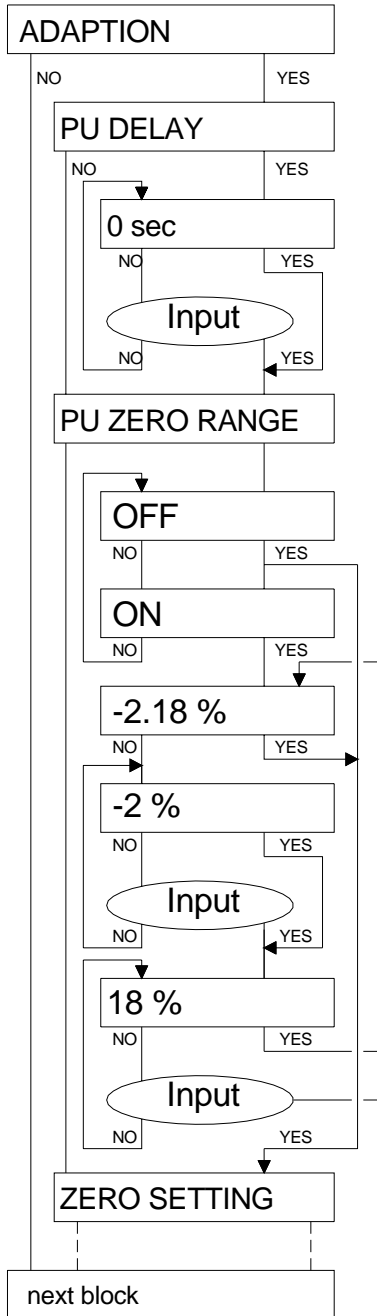 ADAPTION
NO YES
PU DELAY
NO YES
0 sec
NO YES
Input
NO YES
PU ZERO RANGE
OFF
NO YES
ON
NO YES
-2.18 %
NO YES
-2 %
NO YES
Input
NO YES
18 %
NO YES
Input
NO YES
ZERO SETTING
next block